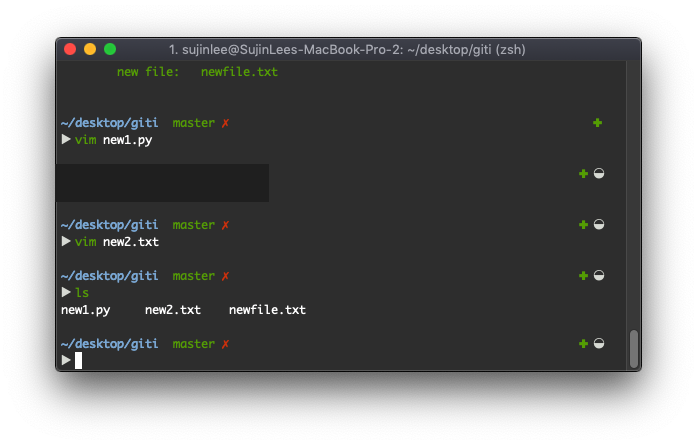 1. sujinlee@SujinLees-MacBook-Pro-2: ~/desktop/giti (zsh)
new file: newfile.txt
~/desktop/giti master ✗ ✚
▶ vim new1.py
✚ ◒
~/desktop/giti master ✗ ✚ ◒
▶ vim new2.txt
~/desktop/giti master ✗ ✚ ◒
▶ ls
new1.py new2.txt newfile.txt
~/desktop/giti master ✗ ✚ ◒
▶